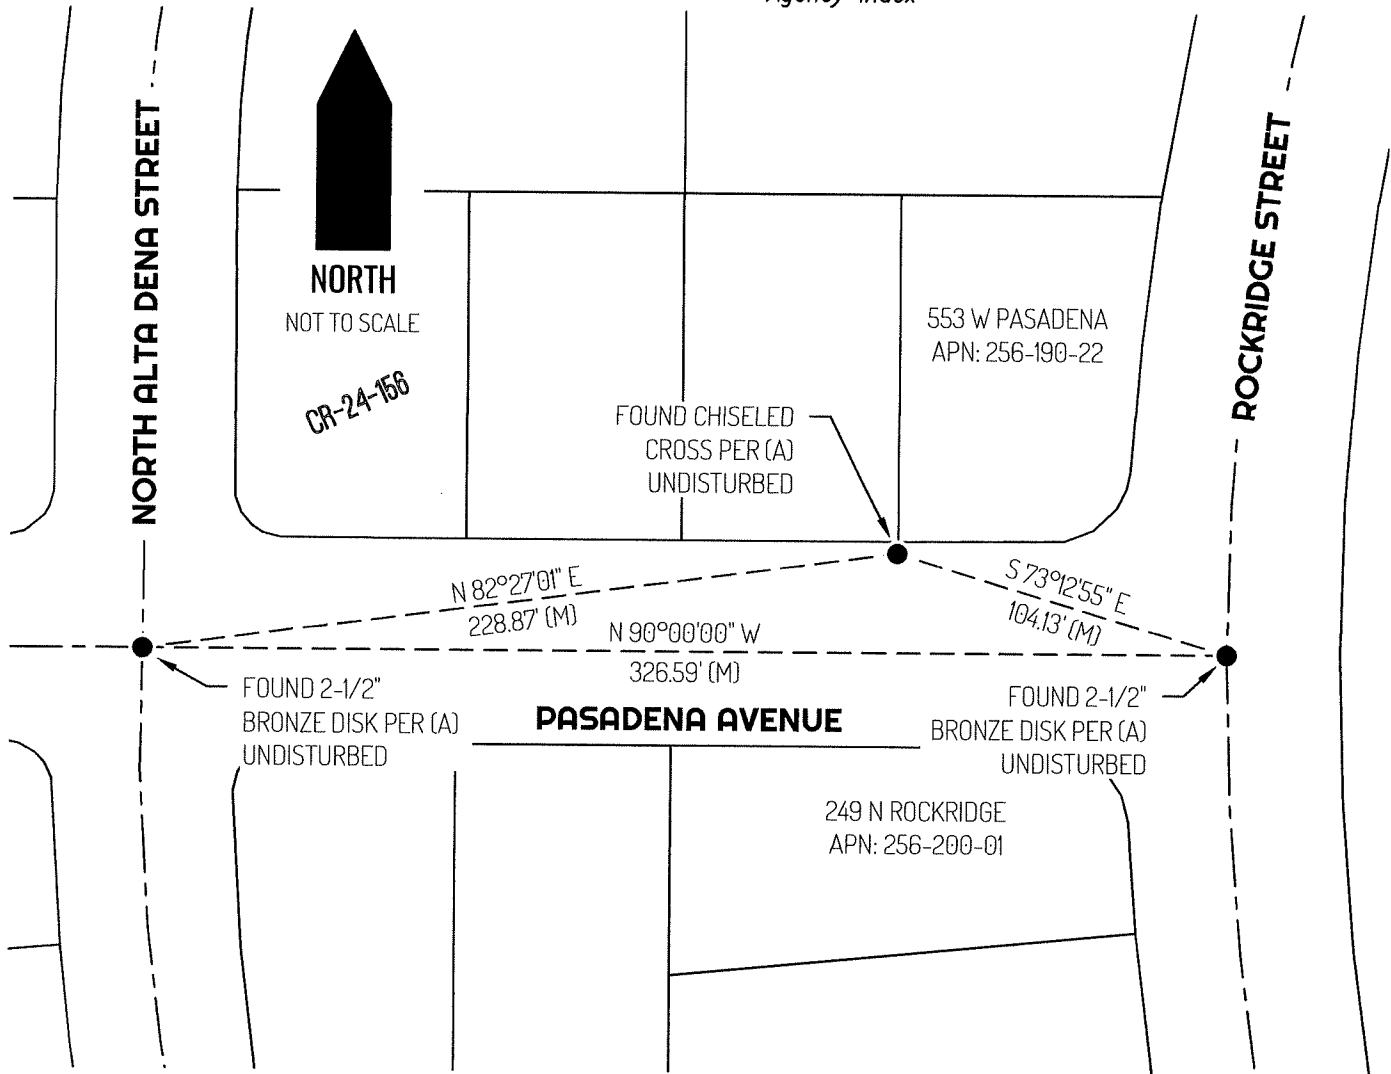 Agency Index
NORTH ALTA DENA STREET
NORTH
NOT TO SCALE
CR-24-156
553 W PASADENA
APN: 256-190-22
ROCKRIDGE STREET
FOUND CHISELED
CROSS PER (A)
UNDISTURBED
N 82°27'01" E
228.87' (M)
S 73°12'55" E
104.13' (M)
N 90°00'00" W
326.59' (M)
FOUND 2-1/2"
BRONZE DISK PER (A)
UNDISTURBED
PASADENA AVENUE
FOUND 2-1/2"
BRONZE DISK PER (A)
UNDISTURBED
249 N ROCKRIDGE
APN: 256-200-01